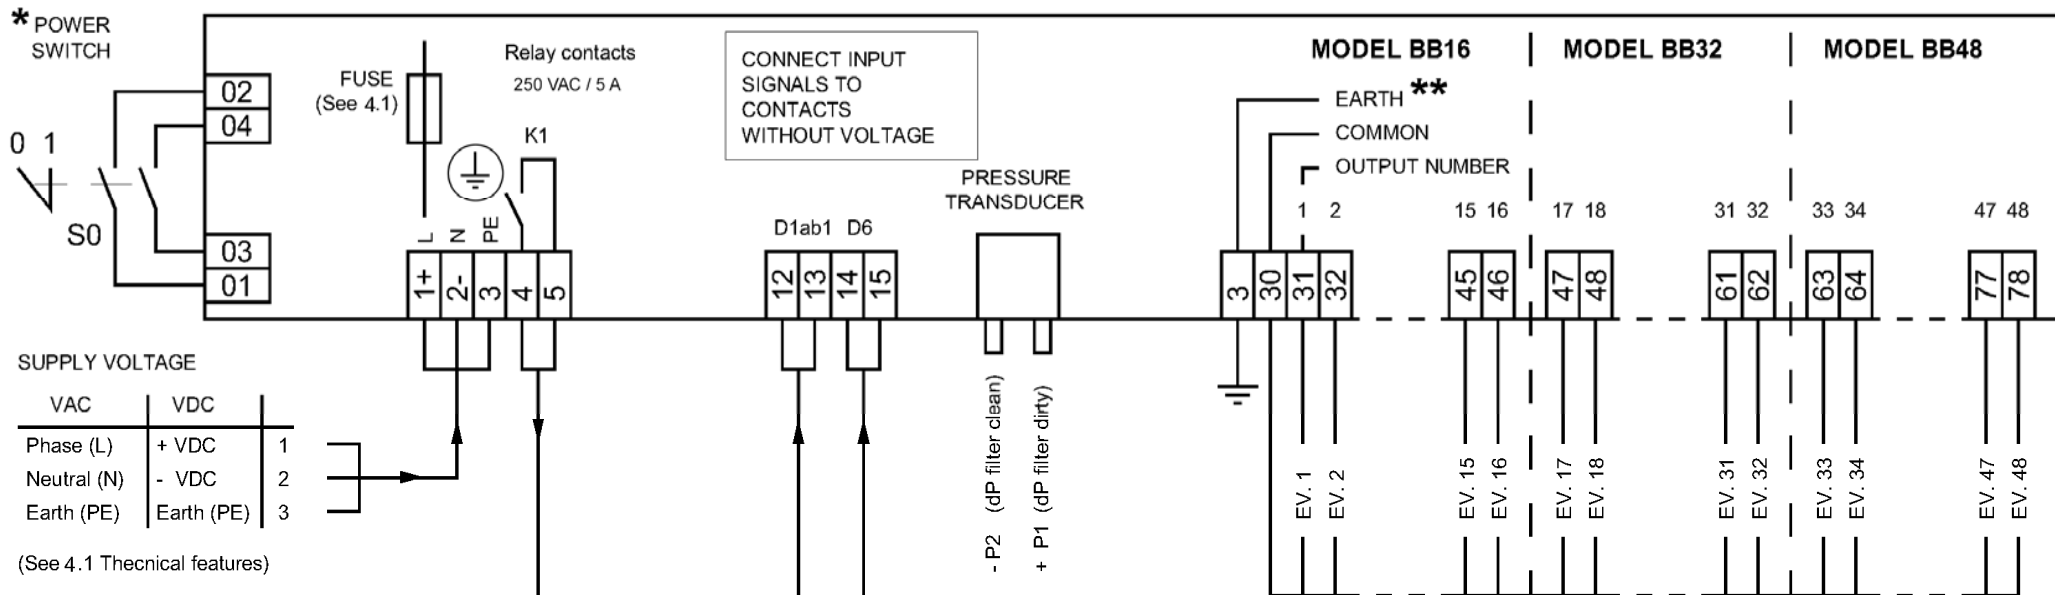 * POWER
SWITCH
02
04
0 1
S0
03
01
FUSE
(See 4.1)
Relay contacts
250 VAC / 5 A
K1
L
N
PE
1+
2-
3
4
5
CONNECT INPUT
SIGNALS TO
CONTACTS
WITHOUT VOLTAGE
D1ab1 D6
12
13
14
15
PRESSURE
TRANSDUCER
- P2 (dP filter clean)
+ P1 (dP filter dirty)
MODEL BB16
MODEL BB32
MODEL BB48
EARTH **
COMMON
OUTPUT NUMBER
1 2 15 16 17 18 31 32 33 34 47 48
3
30
31
32
45
46
47
48
61
62
63
64
77
78
EV. 1
EV. 2
EV. 15
EV. 16
EV. 17
EV. 18
EV. 31
EV. 32
EV. 33
EV. 34
EV. 47
EV. 48
SUPPLY VOLTAGE
VAC VDC
Phase (L) + VDC 1
Neutral (N) - VDC 2
Earth (PE) Earth (PE) 3
(See 4.1 Thecnical features)